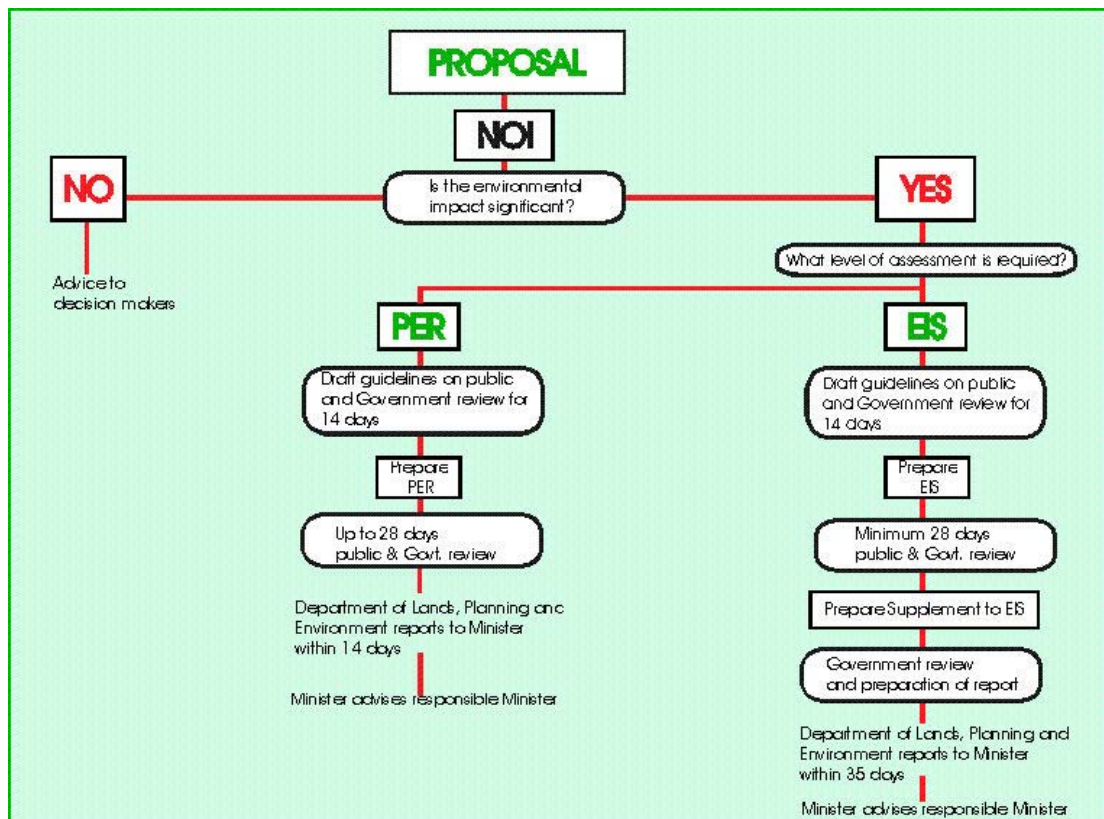 PROPOSAL
NOI
Is the environmental
impact significant?
NO
YES
Advice to
decision makers
What level of assessment is required?
PER
Draft guidelines on public
and Government review for
14 days
Prepare
PER
Up to 28 days
public & Govt. review
Department of Lands, Planning and
Environment reports to Minister
within 14 days
Minister advises responsible Minister
EIS
Draft guidelines on public
and Government review for
14 days
Prepare
EIS
Minimum 28 days
public & Govt. review
Prepare Supplement to EIS
Government review
and preparation of report
Department of Lands, Planning and
Environment reports to Minister
within 35 days
Minister advises responsible Minister